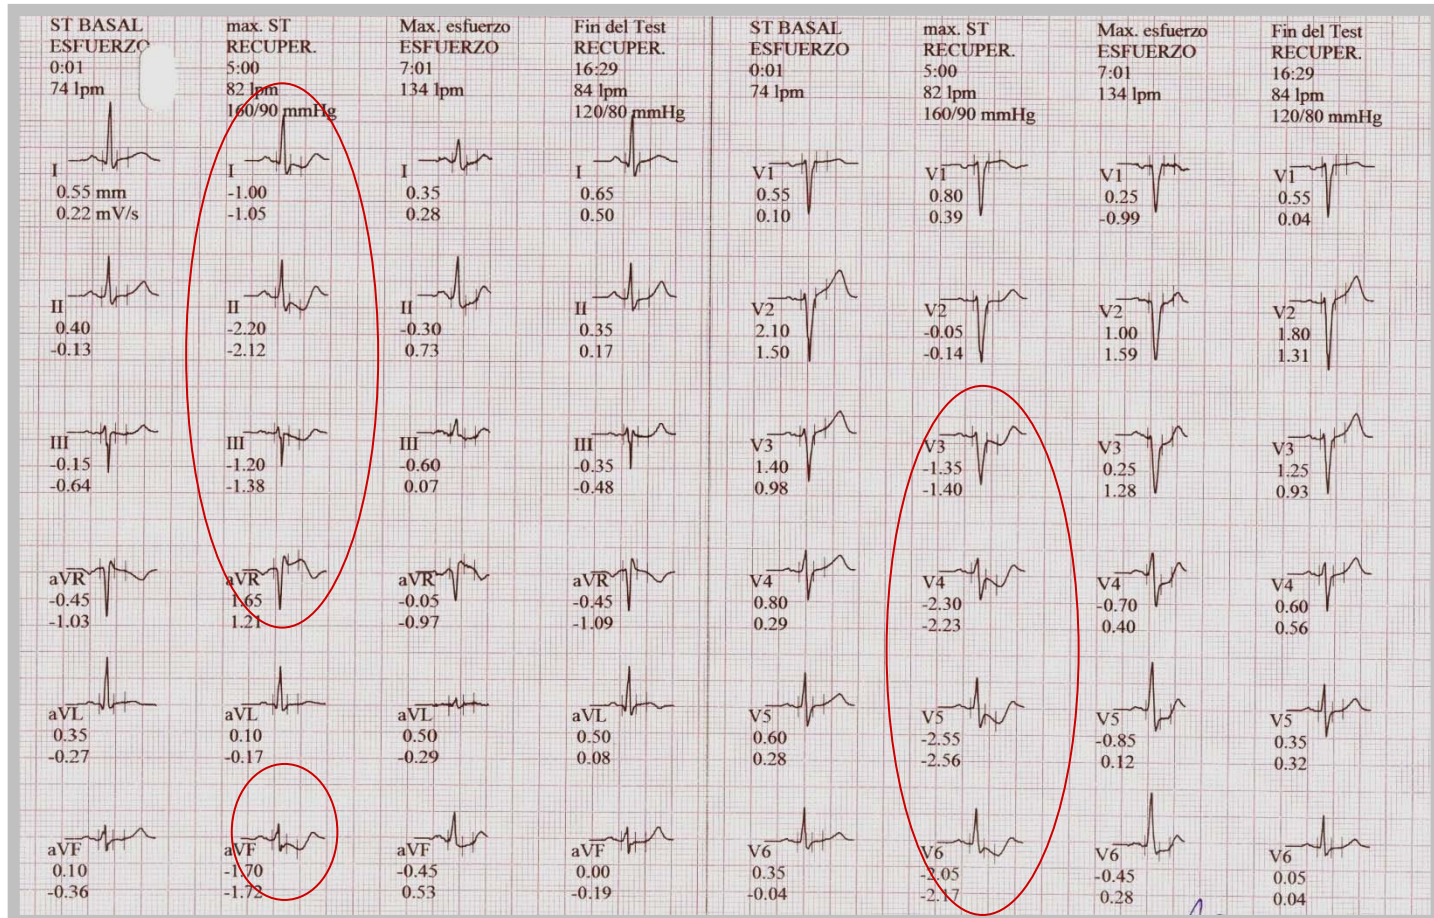 ST BASAL
ESFUERZO
0:01
74 lpm
I
0.55 mm
0.22 mV/s
II
0.40
-0.13
III
-0.15
-0.64
aVR
-0.45
-1.03
aVL
0.35
-0.27
aVF
0.10
-0.36
max. ST
RECUPER.
5:00
82 lpm
160/90 mmHg
I
-1.00
-1.05
II
-2.20
-2.12
III
-1.20
-1.38
aVR
1.65
1.21
aVL
0.10
-0.17
aVF
-1.70
-1.72
Max. esfuerzo
ESFUERZO
7:01
134 lpm
I
0.35
0.28
II
-0.30
0.73
III
-0.60
0.07
aVR
-0.05
-0.97
aVL
0.50
-0.29
aVF
-0.45
0.53
Fin del Test
RECUPER.
16:29
84 lpm
120/80 mmHg
I
0.65
0.50
II
0.35
0.17
III
-0.35
-0.48
aVR
-0.45
-1.09
aVL
0.50
0.08
aVF
0.00
-0.19
ST BASAL
ESFUERZO
0:01
74 lpm
V1
0.55
0.10
V2
2.10
1.50
V3
1.40
0.98
V4
0.80
0.29
V5
0.60
0.28
V6
0.35
-0.04
max. ST
RECUPER.
5:00
82 lpm
160/90 mmHg
V1
0.80
0.39
V2
-0.05
-0.14
V3
-1.35
-1.40
V4
-2.30
-2.23
V5
-2.55
-2.56
V6
-2.05
-2.17
Max. esfuerzo
ESFUERZO
7:01
134 lpm
V1
0.25
-0.99
V2
1.00
1.59
V3
0.25
1.28
V4
-0.70
0.40
V5
-0.85
0.12
V6
-0.45
0.28
Fin del Test
RECUPER.
16:29
84 lpm
120/80 mmHg
V1
0.55
0.04
V2
1.80
1.31
V3
1.25
0.93
V4
0.60
0.56
V5
0.35
0.32
V6
0.05
0.04